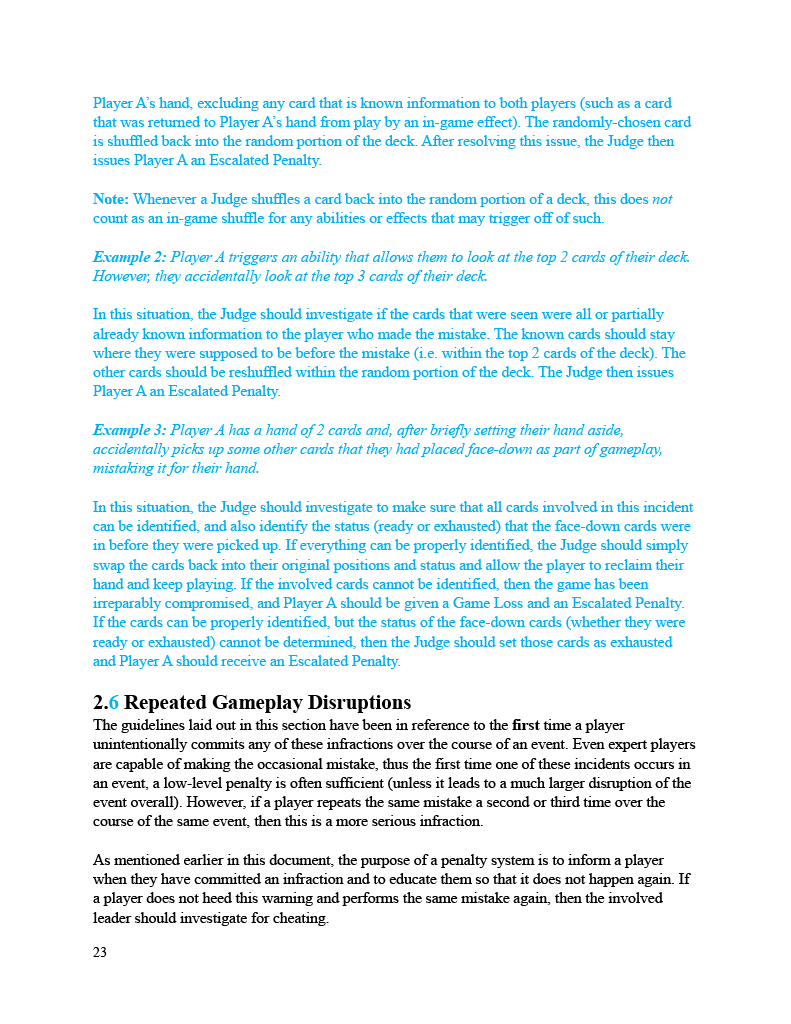 Player A’s hand, excluding any card that is known information to both players (such as a card
that was returned to Player A’s hand from play by an in-game effect). The randomly-chosen card
is shuffled back into the random portion of the deck. After resolving this issue, the Judge then
issues Player A an Escalated Penalty.
Note: Whenever a Judge shuffles a card back into the random portion of a deck, this does not
count as an in-game shuffle for any abilities or effects that may trigger off of such.
Example 2: Player A triggers an ability that allows them to look at the top 2 cards of their deck.
However, they accidentally look at the top 3 cards of their deck.
In this situation, the Judge should investigate if the cards that were seen were all or partially
already known information to the player who made the mistake. The known cards should stay
where they were supposed to be before the mistake (i.e. within the top 2 cards of the deck). The
other cards should be reshuffled within the random portion of the deck. The Judge then issues
Player A an Escalated Penalty.
Example 3: Player A has a hand of 2 cards and, after briefly setting their hand aside,
accidentally picks up some other cards that they had placed face-down as part of gameplay,
mistaking it for their hand.
In this situation, the Judge should investigate to make sure that all cards involved in this incident
can be identified, and also identify the status (ready or exhausted) that the face-down cards were
in before they were picked up. If everything can be properly identified, the Judge should simply
swap the cards back into their original positions and status and allow the player to reclaim their
hand and keep playing. If the involved cards cannot be identified, then the game has been
irreparably compromised, and Player A should be given a Game Loss and an Escalated Penalty.
If the cards can be properly identified, but the status of the face-down cards (whether they were
ready or exhausted) cannot be determined, then the Judge should set those cards as exhausted
and Player A should receive an Escalated Penalty.
2.6 Repeated Gameplay Disruptions
The guidelines laid out in this section have been in reference to the first time a player
unintentionally commits any of these infractions over the course of an event. Even expert players
are capable of making the occasional mistake, thus the first time one of these incidents occurs in
an event, a low-level penalty is often sufficient (unless it leads to a much larger disruption of the
event overall). However, if a player repeats the same mistake a second or third time over the
course of the same event, then this is a more serious infraction.
As mentioned earlier in this document, the purpose of a penalty system is to inform a player
when they have committed an infraction and to educate them so that it does not happen again. If
a player does not heed this warning and performs the same mistake again, then the involved
leader should investigate for cheating.
23